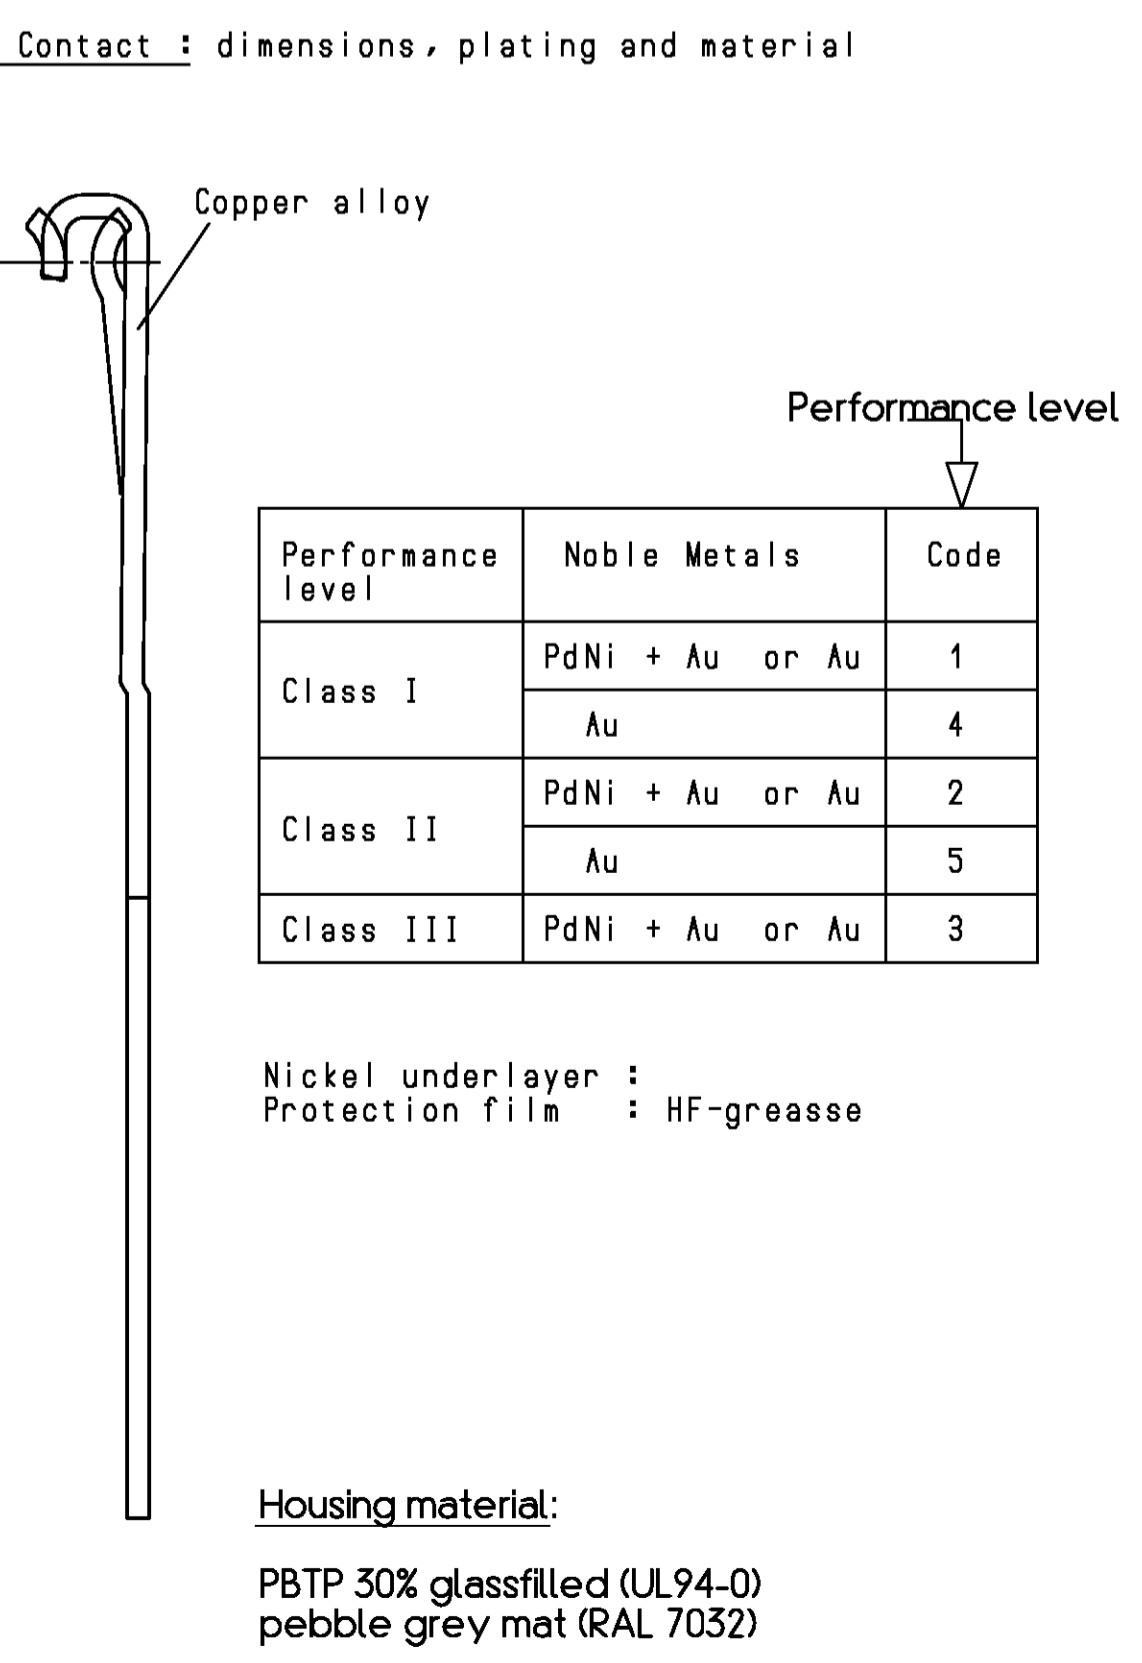 Contact : dimensions, plating and material
Copper alloy
Performance level
Performance level Noble Metals Code
Class I PdNi + Au or Au 1
Au 4
Class II PdNi + Au or Au 2
Au 5
Class III PdNi + Au or Au 3
Nickel underlayer :
Protection film : HF-greasse
Housing material:
PBTP 30% glassfilled (UL94-0)
pebble grey mat (RAL 7032)